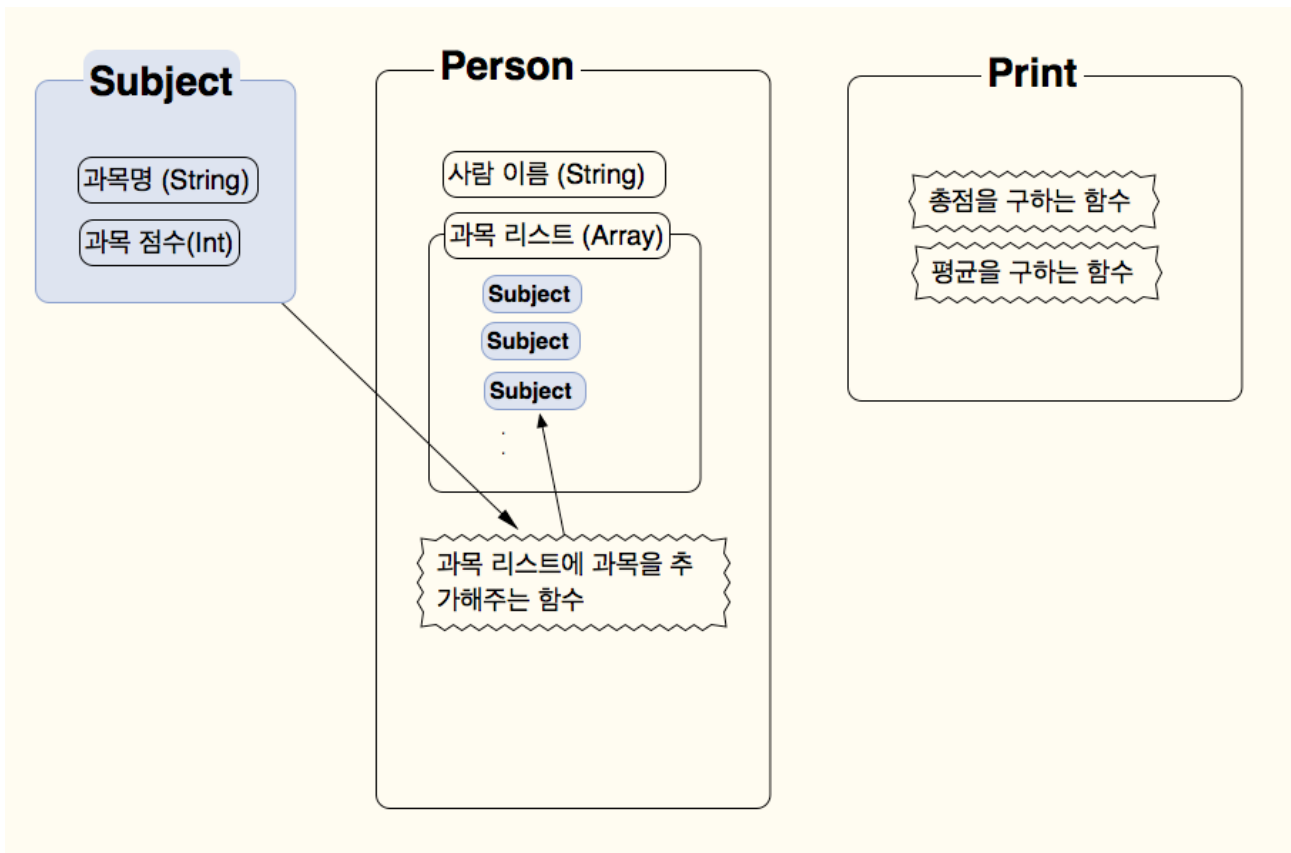 Subject
과목명 (String)
과목 점수(Int)
Person
사람 이름 (String)
과목 리스트 (Array)
Subject
Subject
Subject
과목 리스트에 과목을 추
가해주는 함수
Print
총점을 구하는 함수
평균을 구하는 함수